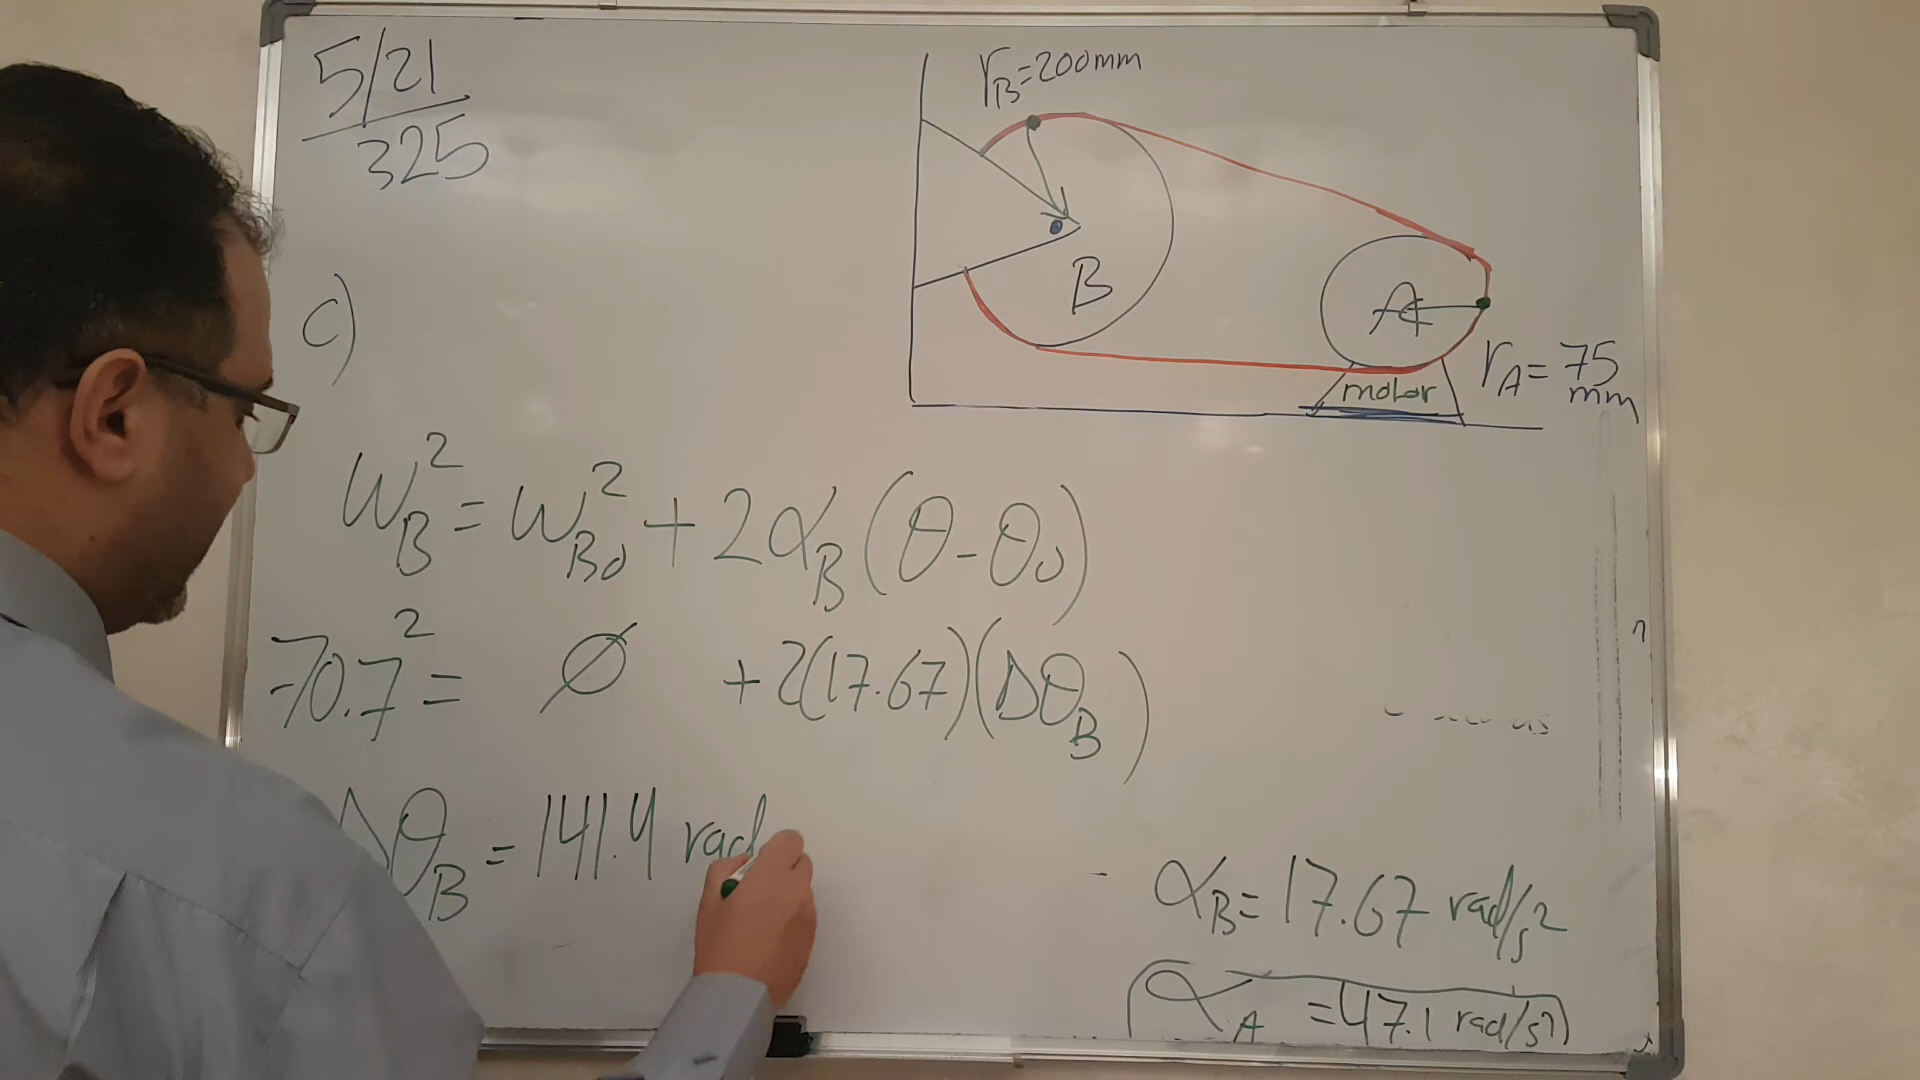 5/21
325
r_B=200mm
B
A
r_A=75
mm
motor
c)
ω_B²=ω_B0²+2α_B(θ-θ0)
70.7²= ∅ +2(17.67)(Δθ_B)
Δθ_B=141.4 rad
α_B=17.67 rad/s²
α_A=47.1 rad/s²